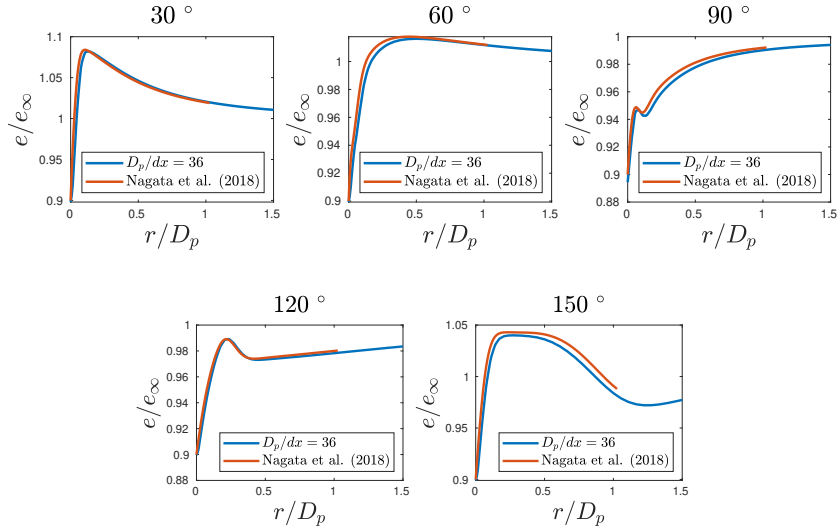 30 °
1.1
1.05
1
0.95
0.9
e/e∞
0
0.5
1
1.5
r/D_p
D_p/dx = 36
Nagata et al. (2018)
60 °
1
0.98
0.96
0.94
0.92
0.9
e/e∞
0
0.5
1
1.5
r/D_p
D_p/dx = 36
Nagata et al. (2018)
90 °
1
0.98
0.96
0.94
0.92
0.9
0.88
e/e∞
0
0.5
1
1.5
r/D_p
D_p/dx = 36
Nagata et al. (2018)
120 °
1
0.98
0.96
0.94
0.92
0.9
0.88
e/e∞
0
0.5
1
1.5
r/D_p
D_p/dx = 36
Nagata et al. (2018)
150 °
1.05
1
0.95
0.9
e/e∞
0
0.5
1
1.5
r/D_p
D_p/dx = 36
Nagata et al. (2018)